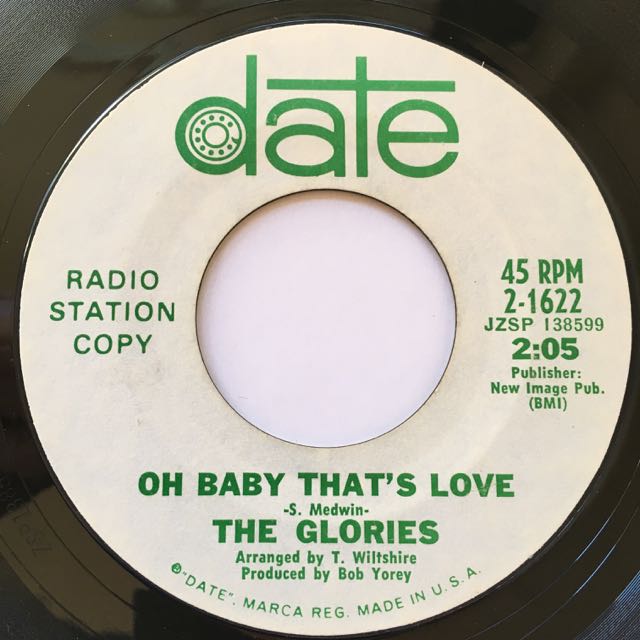 date
RADIO
STATION
COPY
45 RPM
2-1622
JZSP 138599
2:05
Publisher:
New Image Pub.
(BMI)
OH BABY THAT'S LOVE
-S. Medwin-
THE GLORIES
Arranged by T. Wiltshire
Produced by Bob Yorey
"DATE". MARCA REG. MADE IN U.S.A.